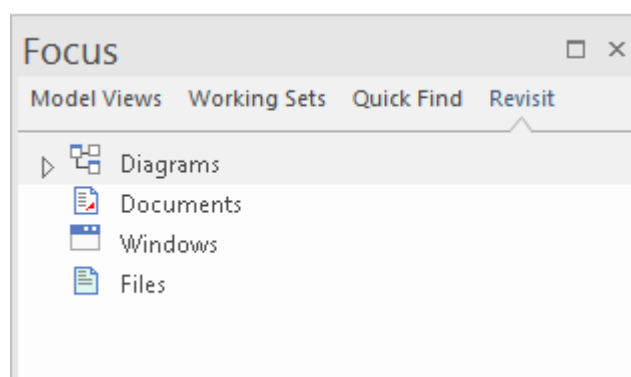 Focus
Model Views Working Sets Quick Find Revisit
Diagrams
Documents
Windows
Files